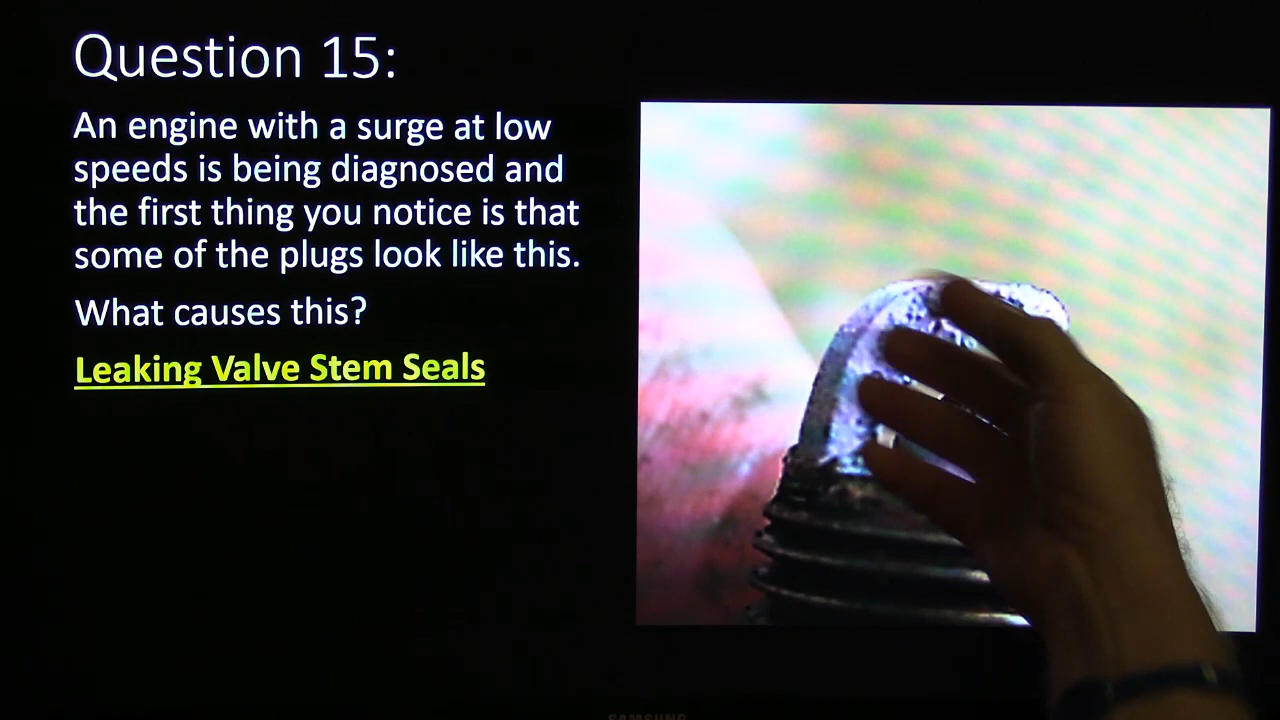 Question 15:
An engine with a surge at low
speeds is being diagnosed and
the first thing you notice is that
some of the plugs look like this.
What causes this?
Leaking Valve Stem Seals
SAMSUNG